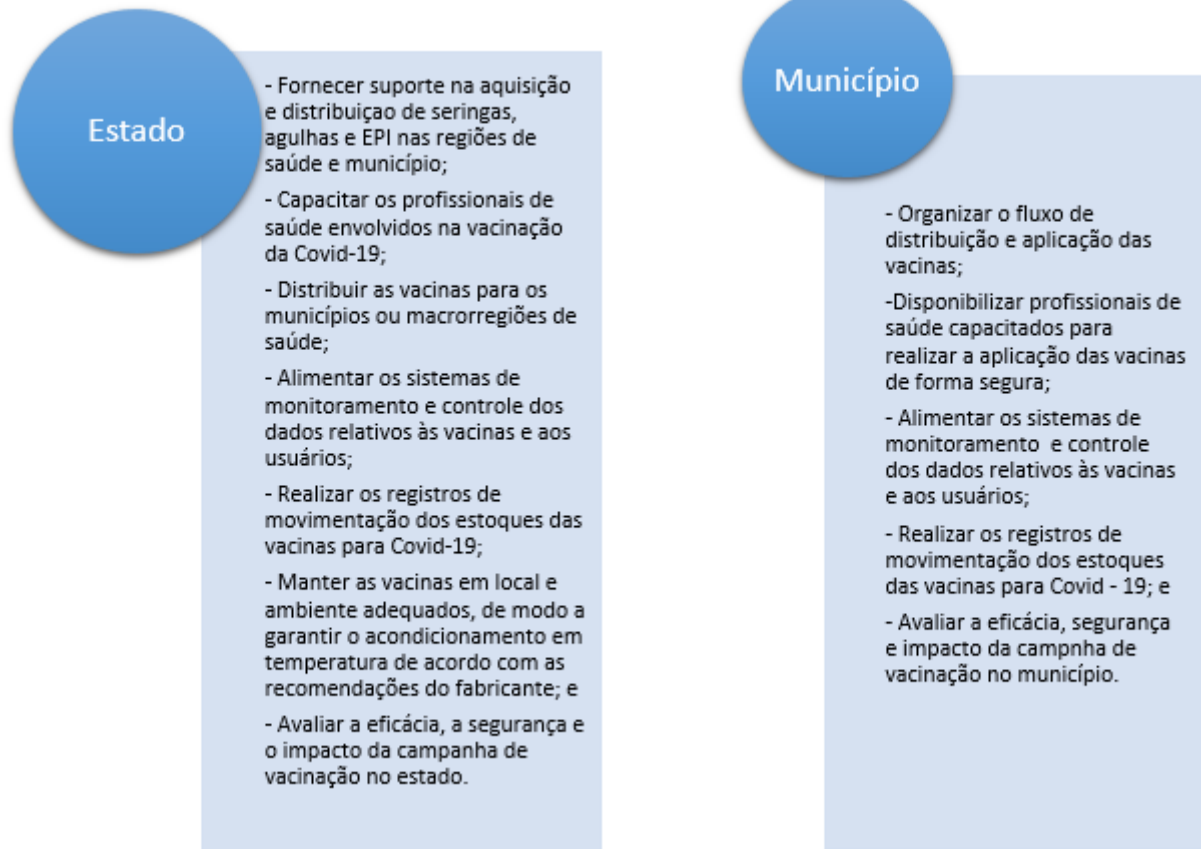 Estado
- Fornecer suporte na aquisição
e distribuiçao de seringas,
agulhas e EPI nas regiões de
saúde e município;
- Capacitar os profissionais de
saúde envolvidos na vacinação
da Covid-19;
- Distribuir as vacinas para os
municípios ou macrorregiões de
saúde;
- Alimentar os sistemas de
monitoramento e controle dos
dados relativos às vacinas e aos
usuários;
- Realizar os registros de
movimentação dos estoques das
vacinas para Covid-19;
- Manter as vacinas em local e
ambiente adequados, de modo a
garantir o acondicionamento em
temperatura de acordo com as
recomendações do fabricante; e
- Avaliar a eficácia, a segurança e
o impacto da campanha de
vacinação no estado.
Município
- Organizar o fluxo de
distribuição e aplicação das
vacinas;
-Disponibilizar profissionais de
saúde capacitados para
realizar a aplicação das vacinas
de forma segura;
- Alimentar os sistemas de
monitoramento  e controle
dos dados relativos às vacinas
e aos usuários;
- Realizar os registros de
movimentação dos estoques
das vacinas para Covid - 19; e
- Avaliar a eficácia, segurança
e impacto da campnha de
vacinação no município.